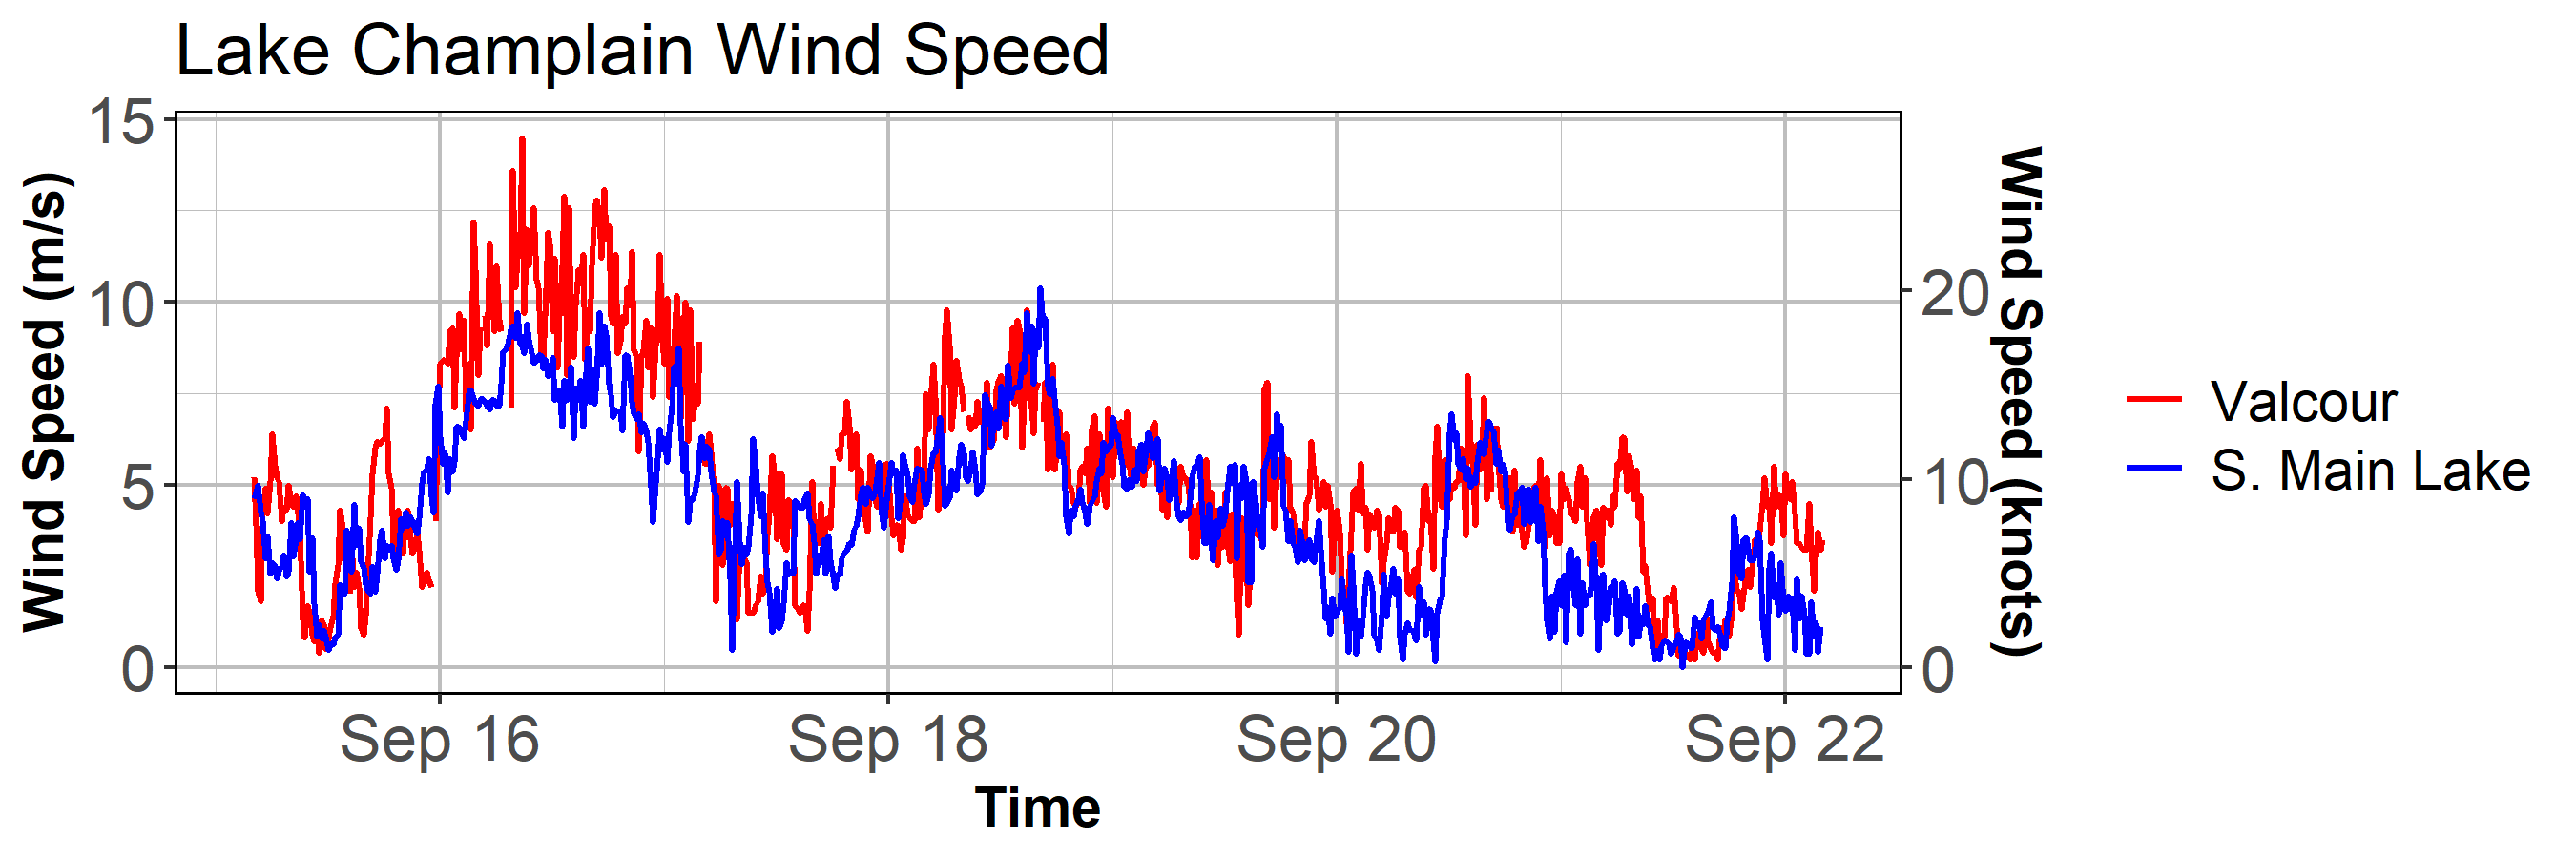 Lake Champlain Wind Speed
Wind Speed (m/s)
15
10
5
0
20
10
0
Wind Speed (knots)
Sep 16
Sep 18
Sep 20
Sep 22
Time
Valcour
S. Main Lake